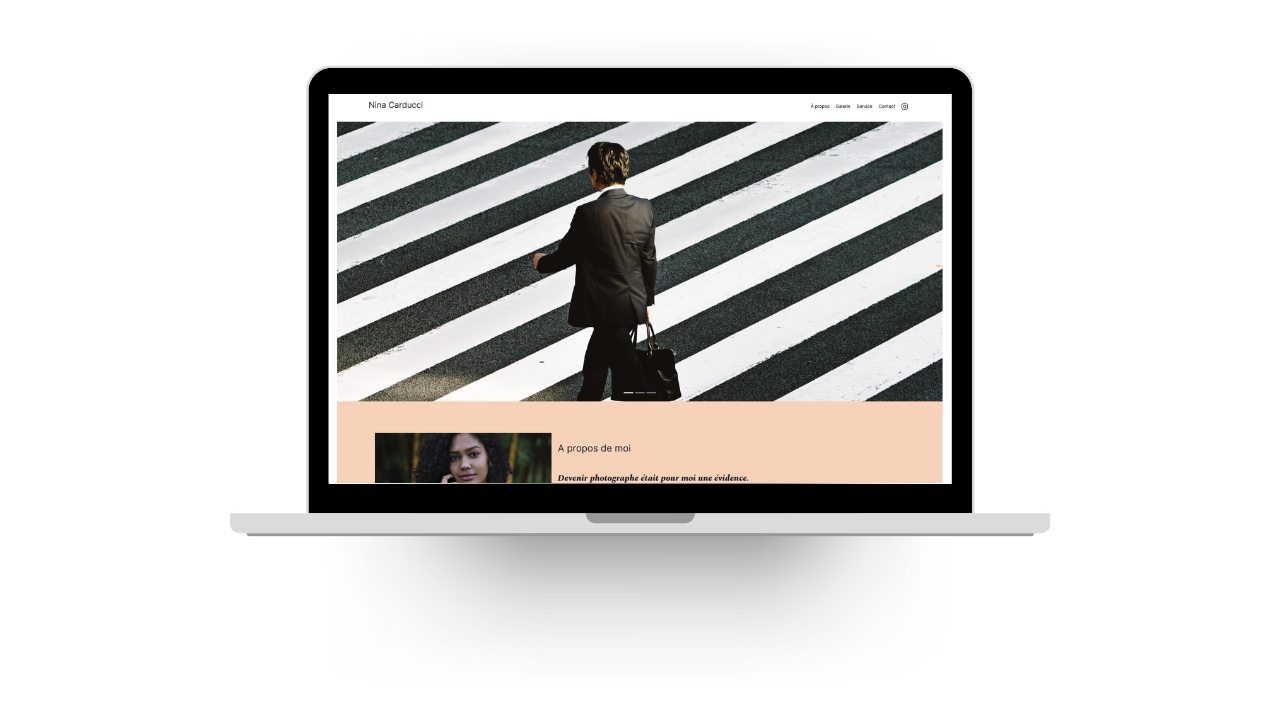 Nina Carducci
À propos Galerie Service Contact
A propos de moi
Devenir photographe était pour moi une évidence.